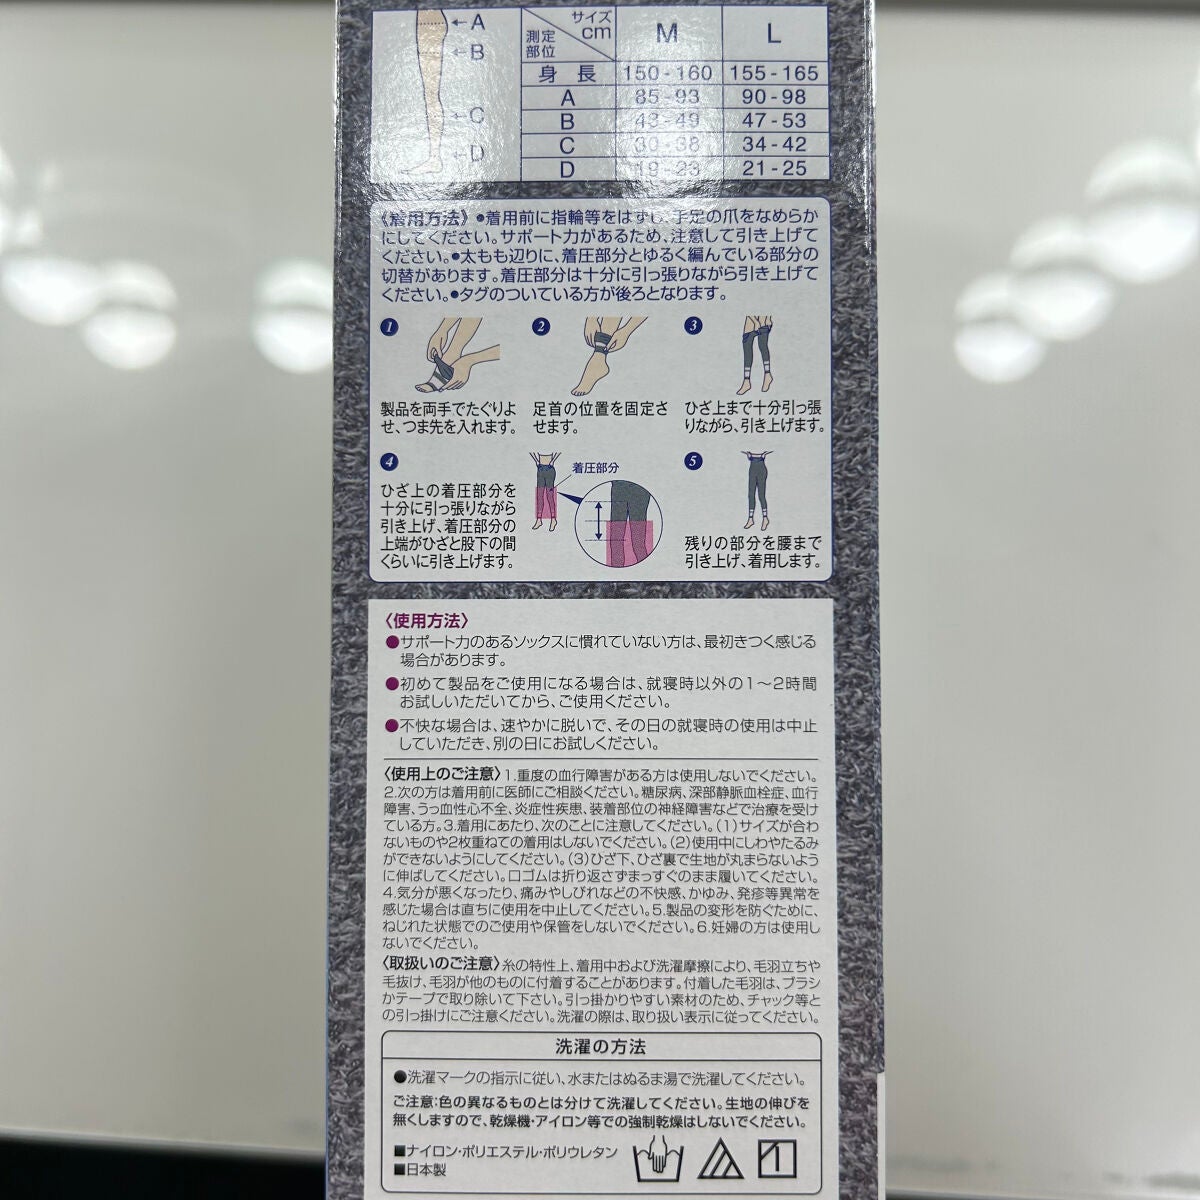 A
B
C
D
サイズ
cm
測定
部位
M
L
身長 150-160 155-165
A 85-93 90-98
B 43-49 47-53
C 30-38 34-42
D 19-23 21-25
〈着用方法〉●着用前に指輪等をはずし、手足の爪をなめらか
にしてください。サポート力があるため、注意して引き上げて
ください。●太もも辺りに、着圧部分とゆるく編んでいる部分の
切替があります。着圧部分は十分に引っ張りながら引き上げて
ください。●タグのついている方が後ろとなります。
1
製品を両手でたぐりよ
せ、つま先を入れます。
2
足首の位置を固定さ
せます。
3
ひざ上まで十分引っ張
りながら、引き上げます。
4
ひざ上の着圧部分を
十分に引っ張りながら
引き上げ、着圧部分の
上端がひざと股下の間
くらいに引き上げます。
着圧部分
5
残りの部分を腰まで
引き上げ、着用します。
〈使用方法〉
●サポート力のあるソックスに慣れていない方は、最初きつく感じる
場合があります。
●初めて製品をご使用になる場合は、就寝時以外の1〜2時間
お試しいただいてから、ご使用ください。
●不快な場合は、速やかに脱いで、その日の就寝時の使用は中止
していただき、別の日にお試しください。
〈使用上のご注意〉1.重度の血行障害がある方は使用しないでください。
2.次の方は着用前に医師にご相談ください。糖尿病、深部静脈血栓症、血行
障害、うっ血性心不全、炎症性疾患、装着部位の神経障害などで治療を受け
ている方。3.着用にあたり、次のことに注意してください。(1)サイズが合わ
ないものや2枚重ねての着用はしないでください。(2)使用中にしわやたるみ
ができないようにしてください。(3)ひざ下、ひざ裏で生地が丸まらないよう
に伸ばしてください。口ゴムは折り返さずまっすぐのまま履いてください。
4.気分が悪くなったり、痛みやしびれなどの不快感、かゆみ、発疹等異常を
感じた場合は直ちに使用を中止してください。5.製品の変形を防ぐために、
ねじれた状態でのご使用や保管をしないでください。6.妊婦の方は使用し
ないでください。
〈取扱いのご注意〉糸の特性上、着用中および洗濯摩擦により、毛羽立ちや
毛抜け、毛羽が他のものに付着することがあります。付着した毛羽は、ブラシ
かテープで取り除いて下さい。引っ掛かりやすい素材のため、チャック等と
の引っ掛けにご注意ください。洗濯の際は、取り扱い表示に従ってください。
洗濯の方法
●洗濯マークの指示に従い、水またはぬるま湯で洗濯してください。
ご注意:色の異なるものとは分けて洗濯してください。生地の伸びを
無くしますので、乾燥機・アイロン等での強制乾燥はしないでください。
■ナイロン・ポリエステル・ポリウレタン
■日本製